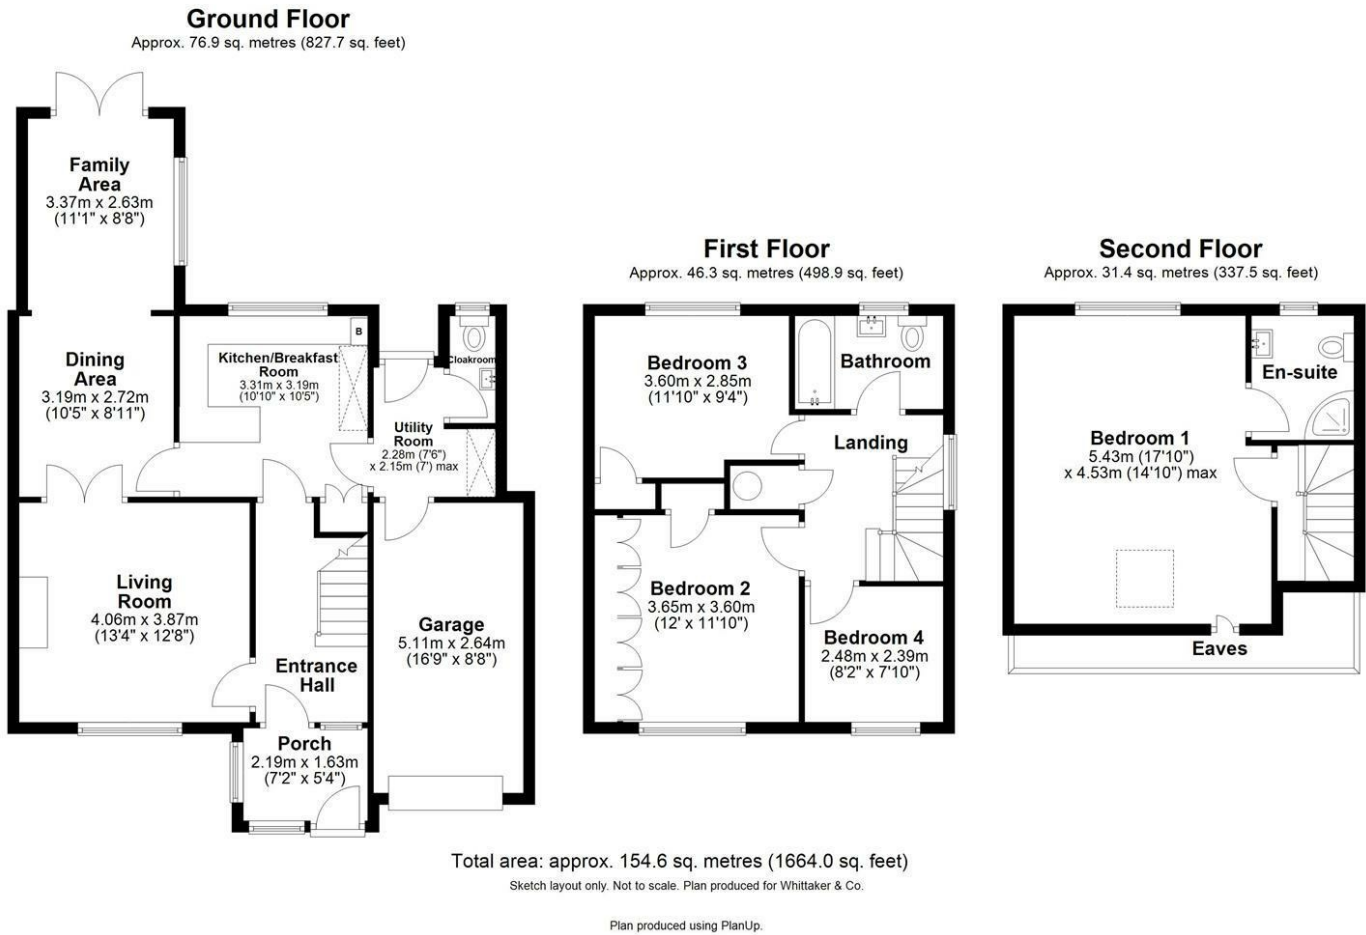 Ground Floor
Approx. 76.9 sq. metres (827.7 sq. feet)
Family
Area
3.37m x 2.63m
(11'1" x 8'8")
Dining
Area
3.19m x 2.72m
(10'5" x 8'11")
Kitchen/Breakfast
Room
3.31m x 3.19m
(10'10" x 10'5")
B
Cloakroom
Utility
Room
2.28m (7'6")
x 2.15m (7') max
Living
Room
4.06m x 3.87m
(13'4" x 12'8")
Entrance
Hall
Garage
5.11m x 2.64m
(16'9" x 8'8")
Porch
2.19m x 1.63m
(7'2" x 5'4")
First Floor
Approx. 46.3 sq. metres (498.9 sq. feet)
Bedroom 3
3.60m x 2.85m
(11'10" x 9'4")
Bathroom
Landing
Bedroom 2
3.65m x 3.60m
(12' x 11'10")
Bedroom 4
2.48m x 2.39m
(8'2" x 7'10")
Second Floor
Approx. 31.4 sq. metres (337.5 sq. feet)
En-suite
Bedroom 1
5.43m (17'10")
x 4.53m (14'10") max
Eaves
Total area: approx. 154.6 sq. metres (1664.0 sq. feet)
Sketch layout only. Not to scale. Plan produced for Whittaker & Co.
Plan produced using PlanUp.